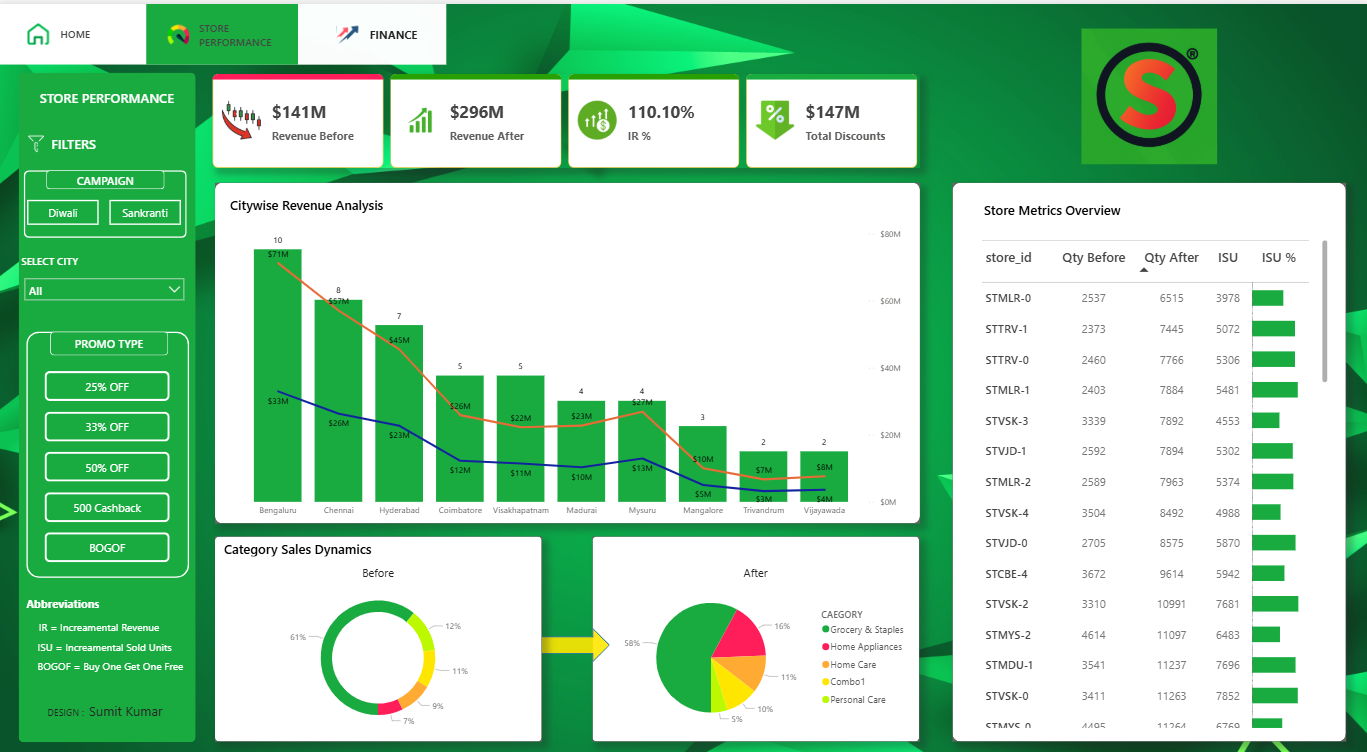 HOME
STORE
PERFORMANCE
FINANCE
STORE PERFORMANCE
FILTERS
CAMPAIGN
Diwali
Sankranti
SELECT CITY
All
PROMO TYPE
25% OFF
33% OFF
50% OFF
500 Cashback
BOGOF
Abbreviations
IR = Increamental Revenue
ISU = Increamental Sold Units
BOGOF = Buy One Get One Free
DESIGN : Sumit Kumar
$141M
Revenue Before
$296M
Revenue After
110.10%
IR %
$147M
Total Discounts
S ®
Citywise Revenue Analysis
10
8
7
5
5
4
4
3
2
2
$71M
$57M
$45M
$26M
$22M
$23M
$27M
$10M
$7M
$8M
$33M
$26M
$23M
$12M
$11M
$10M
$13M
$5M
$3M
$4M
$80M
$60M
$40M
$20M
$0M
Bengaluru
Chennai
Hyderabad
Coimbatore
Visakhapatnam
Madurai
Mysuru
Mangalore
Trivandrum
Vijayawada
Category Sales Dynamics
Before
61%
12%
11%
9%
7%
After
58%
16%
11%
10%
5%
CAEGORY
Grocery & Staples
Home Appliances
Home Care
Combo1
Personal Care
Store Metrics Overview
store_id Qty Before Qty After ISU ISU %
STMLR-0 2537 6515 3978
STTRV-1 2373 7445 5072
STTRV-0 2460 7766 5306
STMLR-1 2403 7884 5481
STVSK-3 3339 7892 4553
STVJD-1 2592 7894 5302
STMLR-2 2589 7963 5374
STVSK-4 3504 8492 4988
STVJD-0 2705 8575 5870
STCBE-4 3672 9614 5942
STVSK-2 3310 10991 7681
STMYS-2 4614 11097 6483
STMDU-1 3541 11237 7696
STVSK-0 3411 11263 7852
STMYS-0 4495 11264 6769